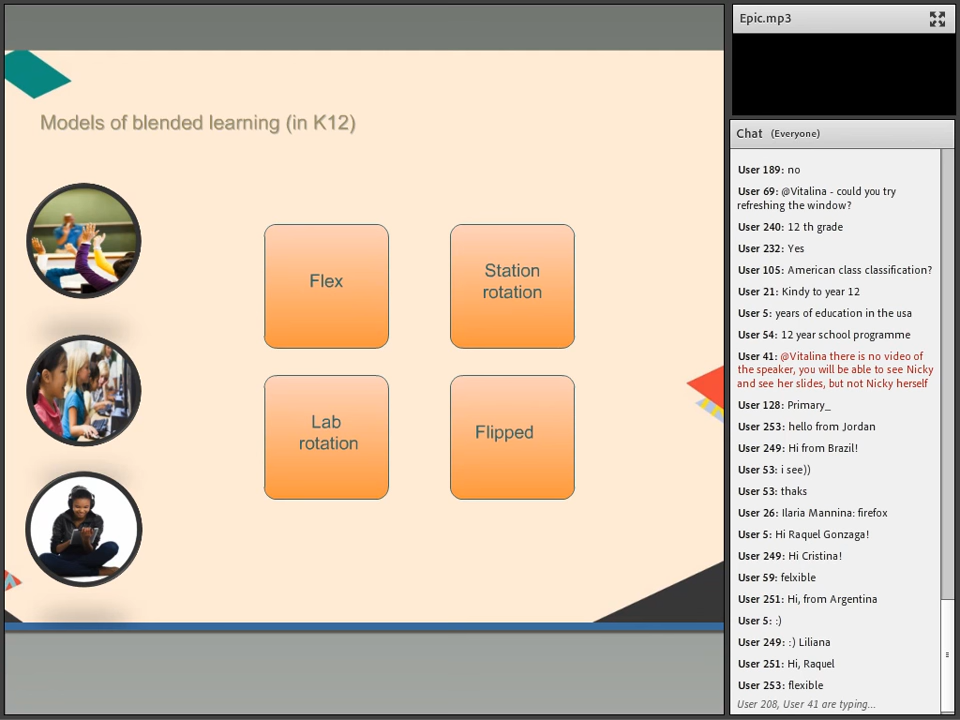 Models of blended learning (in K12)
Flex
Station
rotation
Lab
rotation
Flipped
Epic.mp3
Chat (Everyone)
User 189: no
User 69: @Vitalina - could you try
refreshing the window?
User 240: 12 th grade
User 232: Yes
User 105: American class classification?
User 21: Kindy to year 12
User 5: years of education in the usa
User 54: 12 year school programme
User 41: @Vitalina there is no video of
the speaker, you will be able to see Nicky
and see her slides, but not Nicky herself
User 128: Primary_
User 253: hello from Jordan
User 249: Hi from Brazil!
User 53: i see))
User 53: thaks
User 26: Ilaria Mannina: firefox
User 5: Hi Raquel Gonzaga!
User 249: Hi Cristina!
User 59: felxible
User 251: Hi, from Argentina
User 5: :)
User 249: :) Liliana
User 251: Hi, Raquel
User 253: flexible
User 208, User 41 are typing...